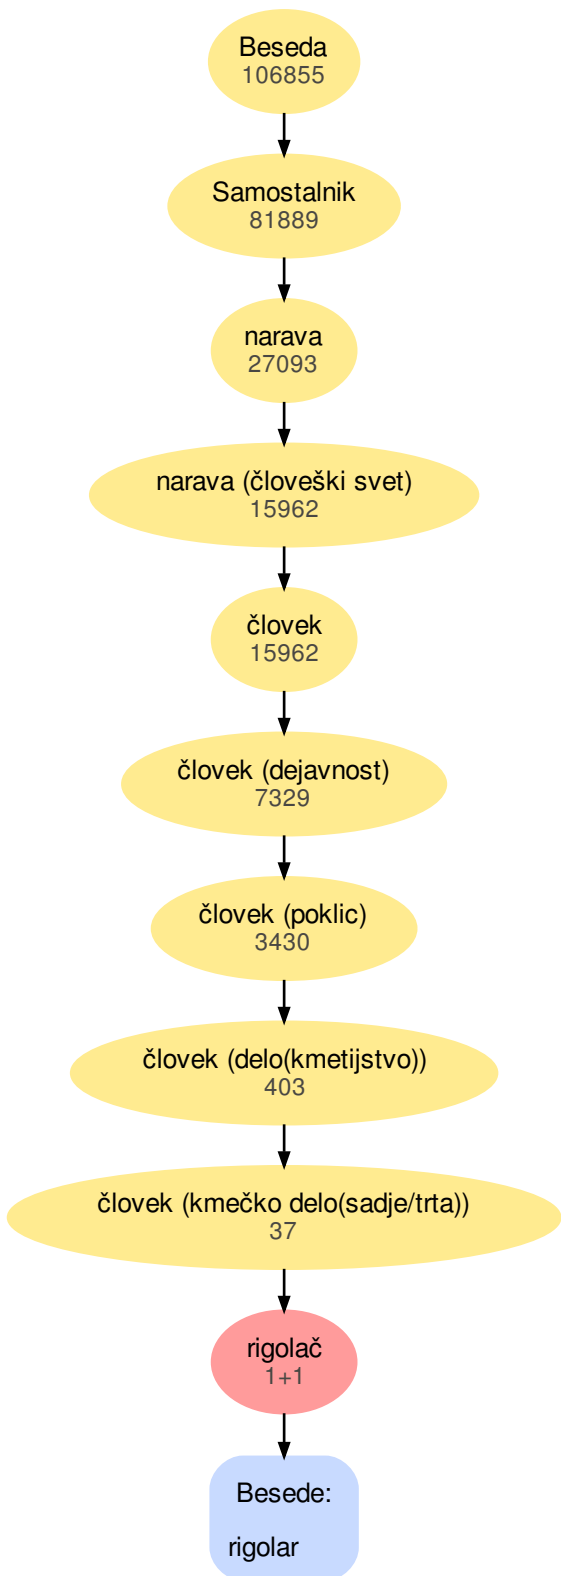 Beseda
106855
Samostalnik
81889
narava
27093
narava (človeški svet)
15962
človek
15962
človek (dejavnost)
7329
človek (poklic)
3430
človek (delo(kmetijstvo))
403
človek (kmečko delo(sadje/trta))
37
rigolač
1+1
Besede:
rigolar